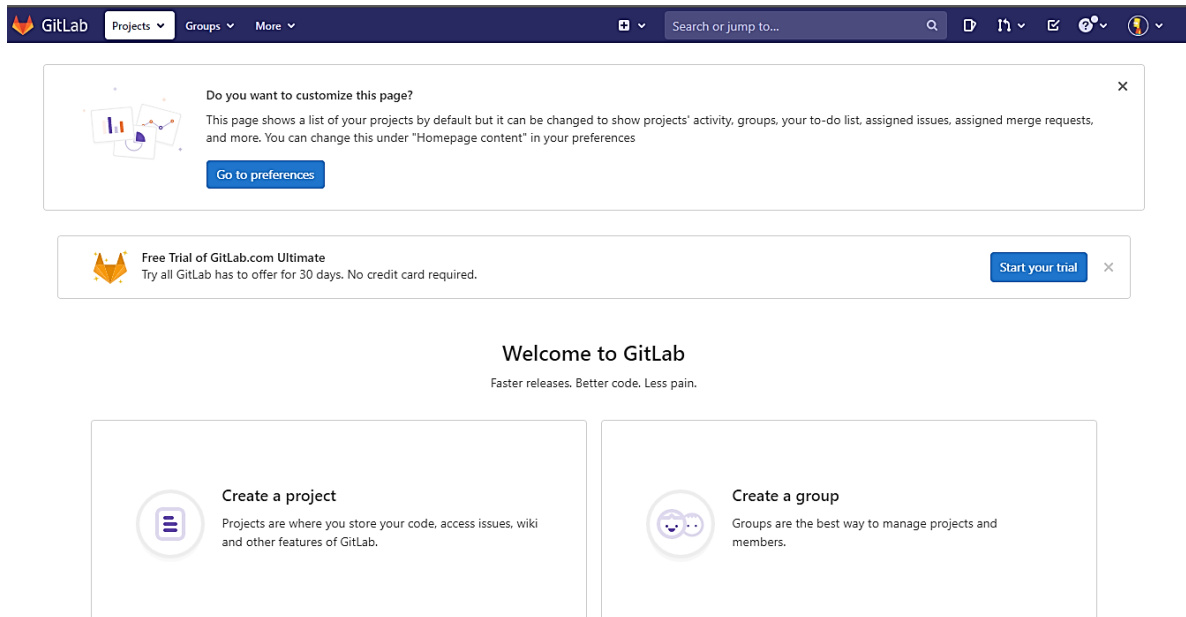 GitLab Projects Groups More Search or jump to...
Do you want to customize this page?
This page shows a list of your projects by default but it can be changed to show projects' activity, groups, your to-do list, assigned issues, assigned merge requests,
and more. You can change this under "Homepage content" in your preferences
Go to preferences
Free Trial of GitLab.com Ultimate
Try all GitLab has to offer for 30 days. No credit card required.
Start your trial
Welcome to GitLab
Faster releases. Better code. Less pain.
Create a project
Projects are where you store your code, access issues, wiki
and other features of GitLab.
Create a group
Groups are the best way to manage projects and
members.